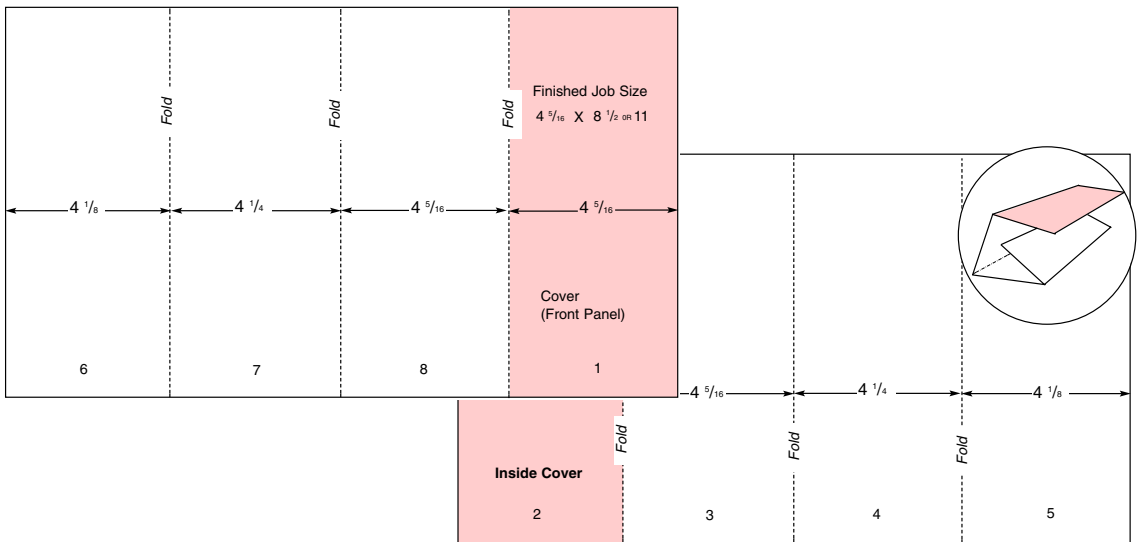 Fold
Fold
Fold
Finished Job Size
4 5/16 X 8 1/2 OR 11
4 1/8
4 1/4
4 5/16
4 5/16
Cover
(Front Panel)
6
7
8
1
4 5/16
4 1/4
4 1/8
Fold
Fold
Fold
Inside Cover
2
3
4
5